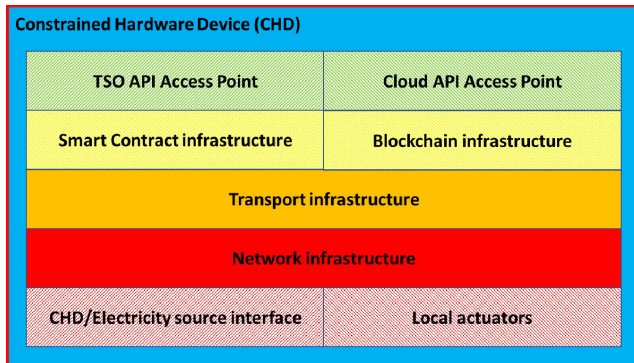 Constrained Hardware Device (CHD)
TSO API Access Point
Cloud API Access Point
Smart Contract infrastructure
Blockchain infrastructure
Transport infrastructure
Network infrastructure
CHD/Electricity source interface
Local actuators